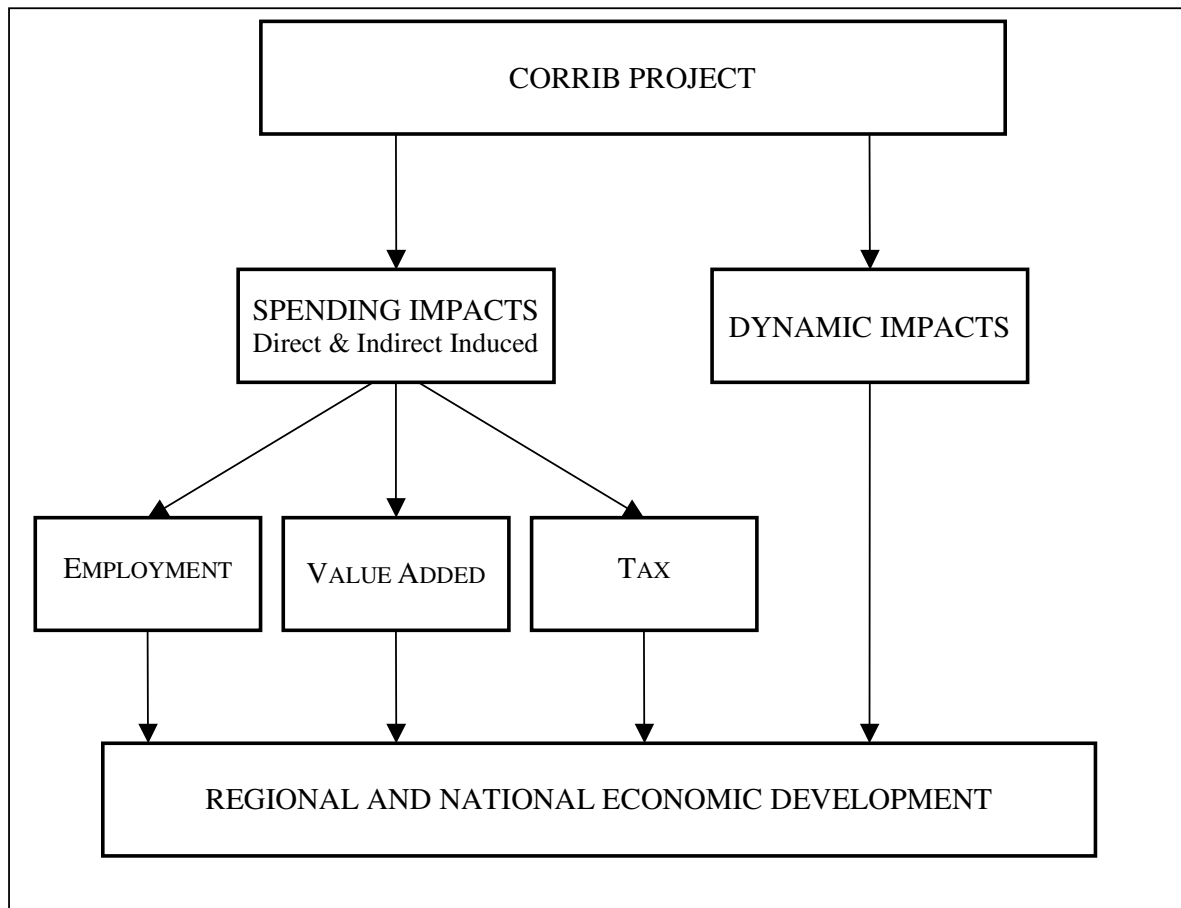 CORRIB PROJECT
SPENDING IMPACTS
Direct & Indirect Induced
DYNAMIC IMPACTS
EMPLOYMENT
VALUE ADDED
TAX
REGIONAL AND NATIONAL ECONOMIC DEVELOPMENT